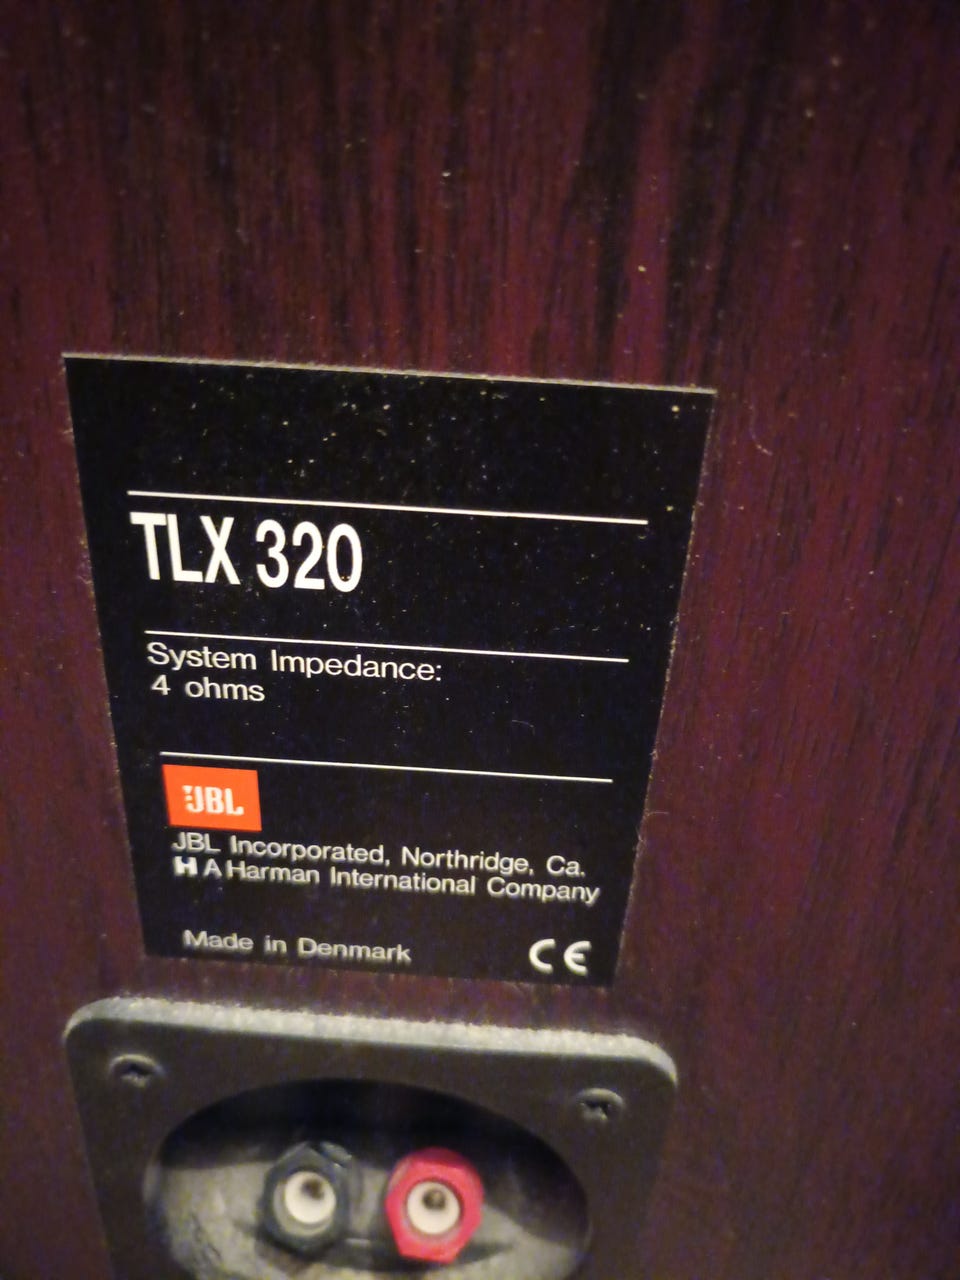 TLX 320
System Impedance:
4 ohms
JBL
JBL Incorporated, Northridge, Ca.
H A Harman International Company
Made in Denmark CE